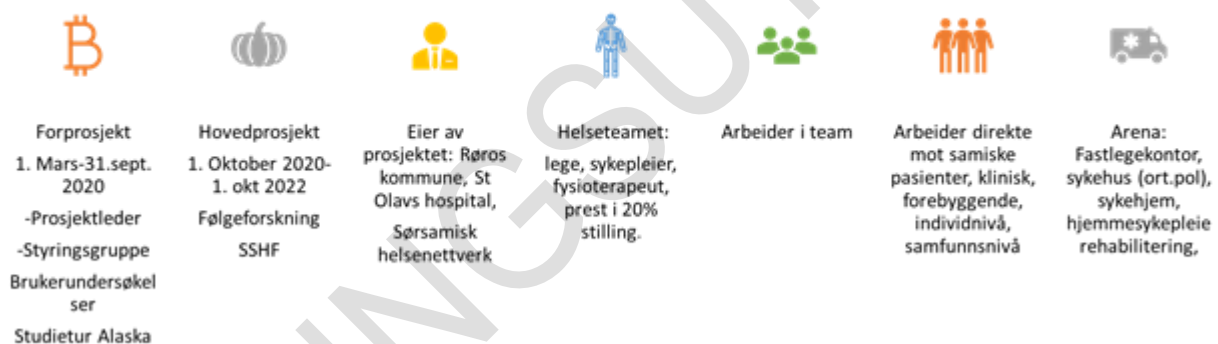 Forprosjekt
1. Mars-31.sept.
2020
-Prosjektleder
-Styringsgruppe
Brukerundersøkel
ser
Studietur Alaska
Hovedprosjekt
1. Oktober 2020-
1. okt 2022
Følgeforskning
SSHF
Eier av
prosjektet: Røros
kommune, St
Olavs hospital,
Sørsamisk
helsenettverk
Helseteamet:
lege, sykepleier,
fysioterapeut,
prest i 20%
stilling.
Arbeider i team
Arbeider direkte
mot samiske
pasienter, klinisk,
forebyggende,
individnivå,
samfunnsnivå
Arena:
Fastlegekontor,
sykehus (ort.pol),
sykehjem,
hjemmesykepleie
rehabilitering,